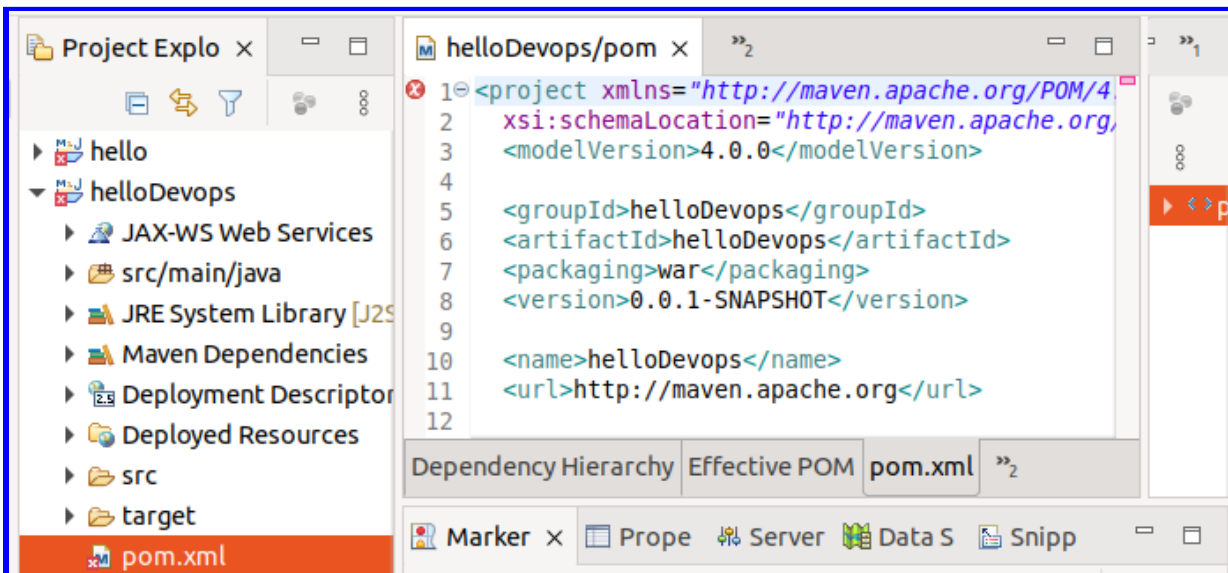 Project Explo
hello
helloDevops
JAX-WS Web Services
src/main/java
JRE System Library [J2S
Maven Dependencies
Deployment Descriptor
Deployed Resources
src
target
pom.xml
helloDevops/pom
»2
1 <project xmlns="http://maven.apache.org/POM/4.
2 xsi:schemaLocation="http://maven.apache.org/
3 <modelVersion>4.0.0</modelVersion>
4
5 <groupId>helloDevops</groupId>
6 <artifactId>helloDevops</artifactId>
7 <packaging>war</packaging>
8 <version>0.0.1-SNAPSHOT</version>
9
10 <name>helloDevops</name>
11 <url>http://maven.apache.org</url>
12
Dependency Hierarchy Effective POM pom.xml »2
Marker Prope Server Data S Snipp
»1
p